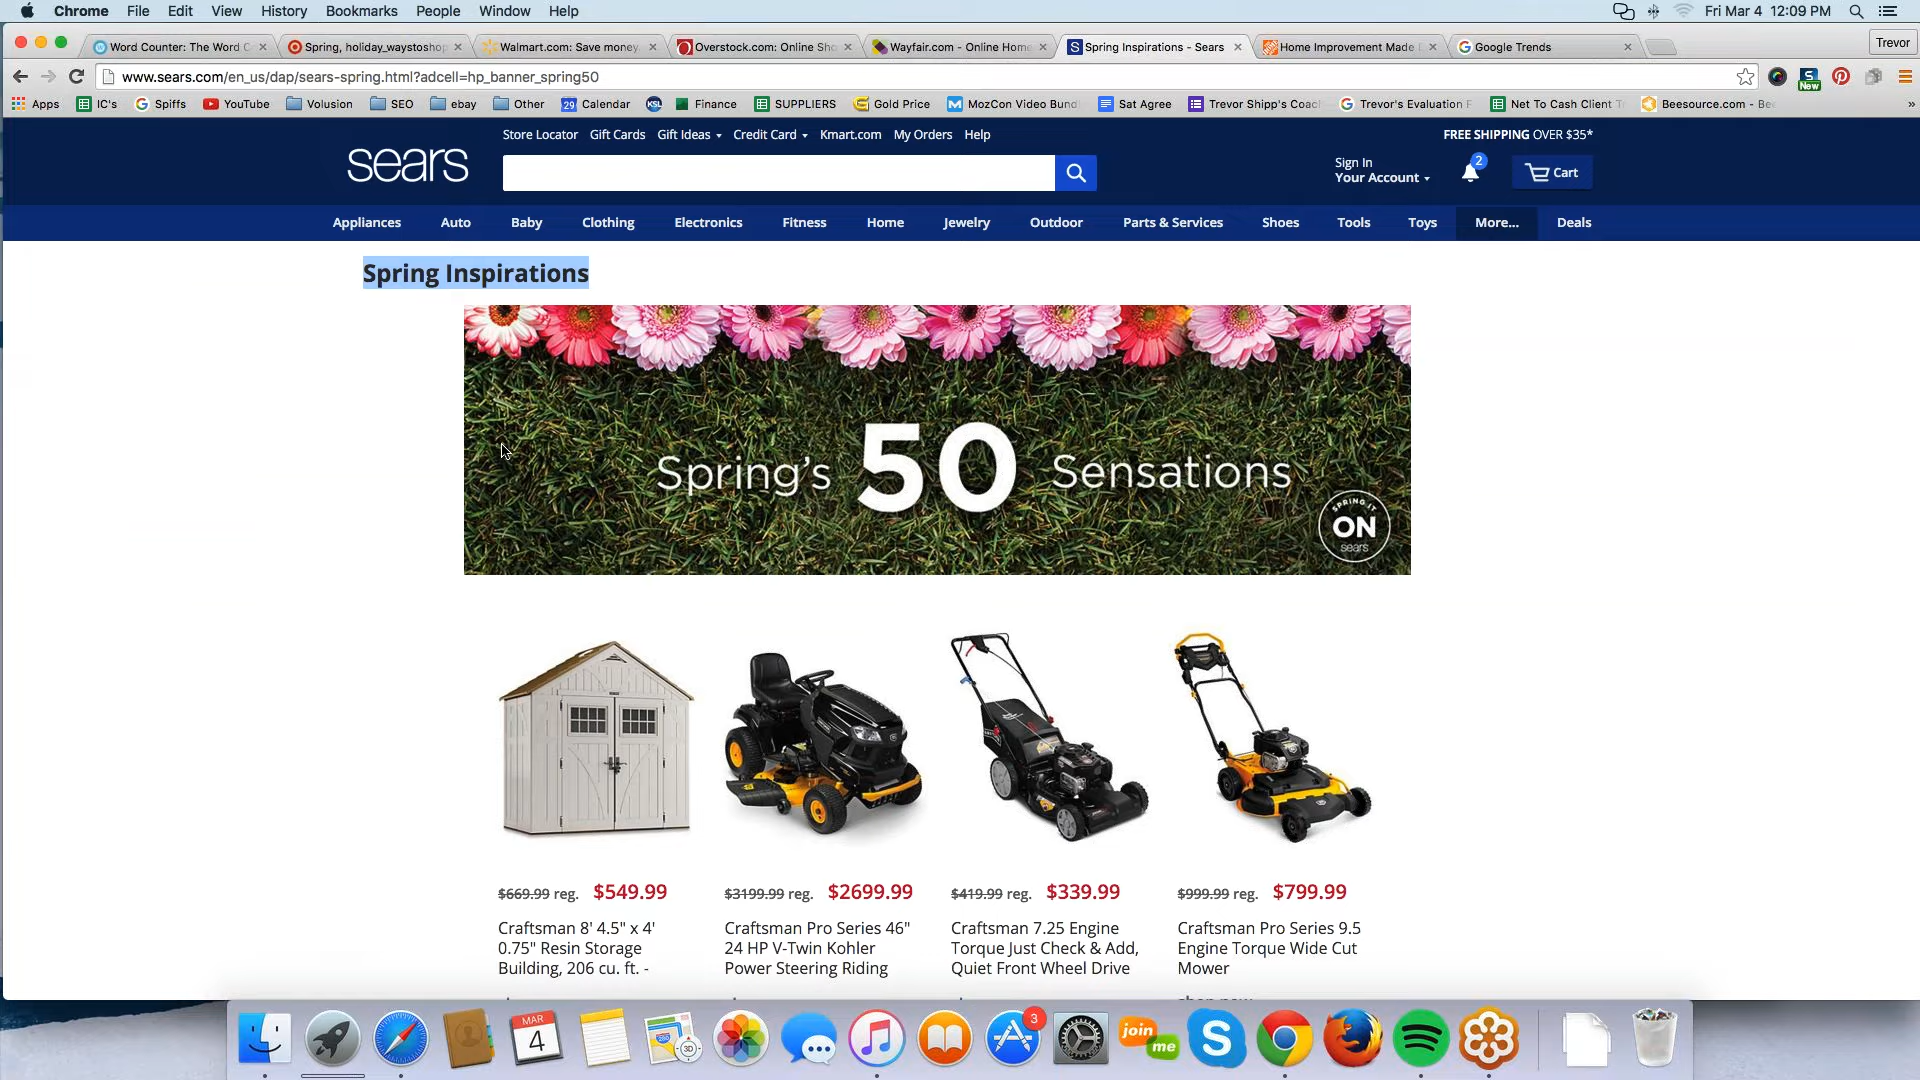 Chrome File Edit View History Bookmarks People Window Help Fri Mar 4 12:09 PM
Word Counter: The Word C Spring, holiday_waystoshop Walmart.com: Save money. Overstock.com: Online Sho Wayfair.com - Online Home Spring Inspirations - Sears Home Improvement Made Google Trends Trevor
www.sears.com/en_us/dap/sears-spring.html?adcell=hp_banner_spring50
New
Apps IC's Spiffs YouTube Volusion SEO ebay Other 29 Calendar KSL Finance SUPPLIERS Gold Price MozCon Video Bund Sat Agree Trevor Shipp's Coac Trevor's Evaluation F Net To Cash Client T Beesource.com - Be »
Store Locator Gift Cards Gift Ideas Credit Card Kmart.com My Orders Help FREE SHIPPING OVER $35*
sears
Sign In
Your Account
2
Cart
Appliances Auto Baby Clothing Electronics Fitness Home Jewelry Outdoor Parts & Services Shoes Tools Toys More... Deals
Spring Inspirations
Spring's 50 Sensations
SPRING IT
ON
sears
$669.99 reg. $549.99
Craftsman 8' 4.5" x 4'
0.75" Resin Storage
Building, 206 cu. ft. -
$3199.99 reg. $2699.99
Craftsman Pro Series 46"
24 HP V-Twin Kohler
Power Steering Riding
$419.99 reg. $339.99
Craftsman 7.25 Engine
Torque Just Check & Add,
Quiet Front Wheel Drive
$999.99 reg. $799.99
Craftsman Pro Series 9.5
Engine Torque Wide Cut
Mower
shop now
MAR
4
280
3D
3
join
me
S